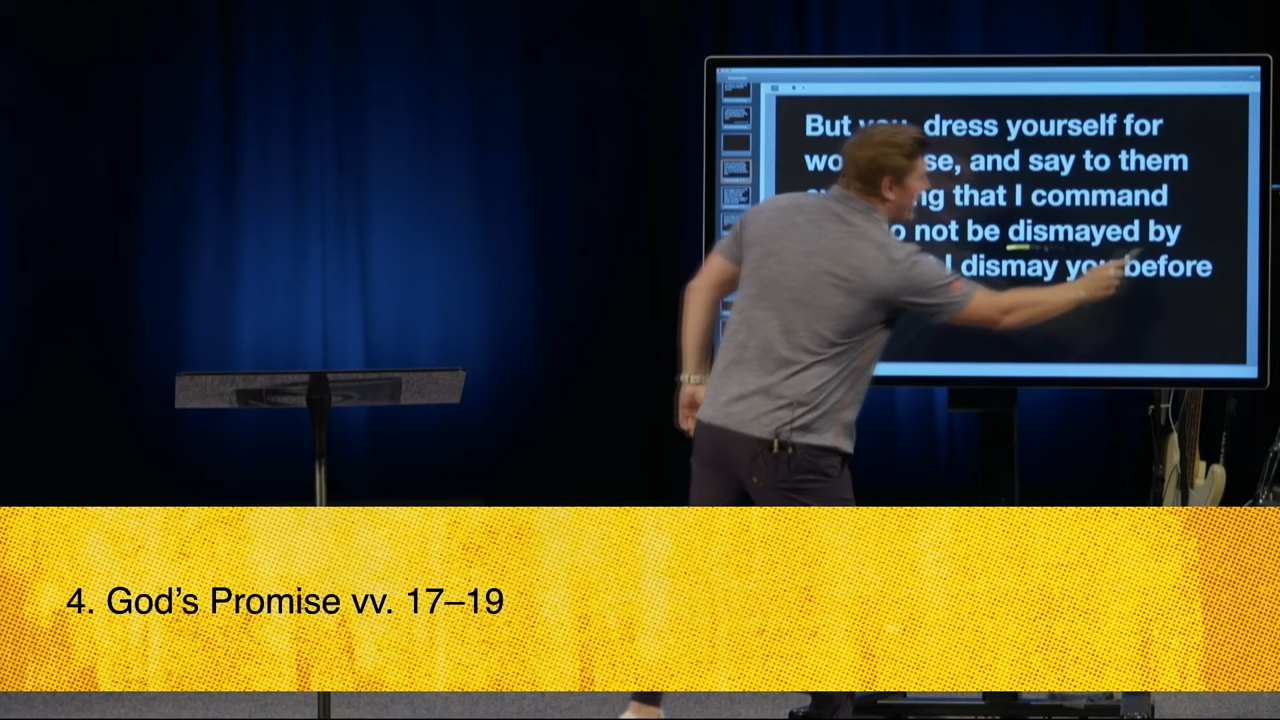 But dress yourself for
and say to them
that I command
not be dismayed by
I dismay you before
4. God’s Promise vv. 17–19